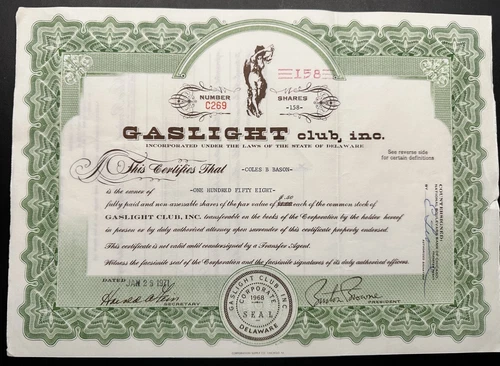 NUMBER
C269
158
SHARES
-158-
GASLIGHT club, inc.
INCORPORATED UNDER THE LAWS OF THE STATE OF DELAWARE
See reverse side
for certain definitions
This Certifies That -COLES B BASON-
is the owner of -ONE HUNDRED FIFTY EIGHT-
fully paid and non assessable shares of the par value of $.50 each of the common stock of
GASLIGHT CLUB, INC. transferable on the books of the Corporation by the holder hereof
in person or by duly authorized attorney upon surrender of this certificate properly endorsed.
This certificate is not valid until countersigned by a Transfer Agent.
Witness the facsimile seal of the Corporation and the facsimile signatures of its duly authorized officers.
DATED JAN 26 1971
SECRETARY
GASLIGHT CLUB INC
CORPORATE
1968
SEAL
DELAWARE
PRESIDENT
COUNTERSIGNED:
BY